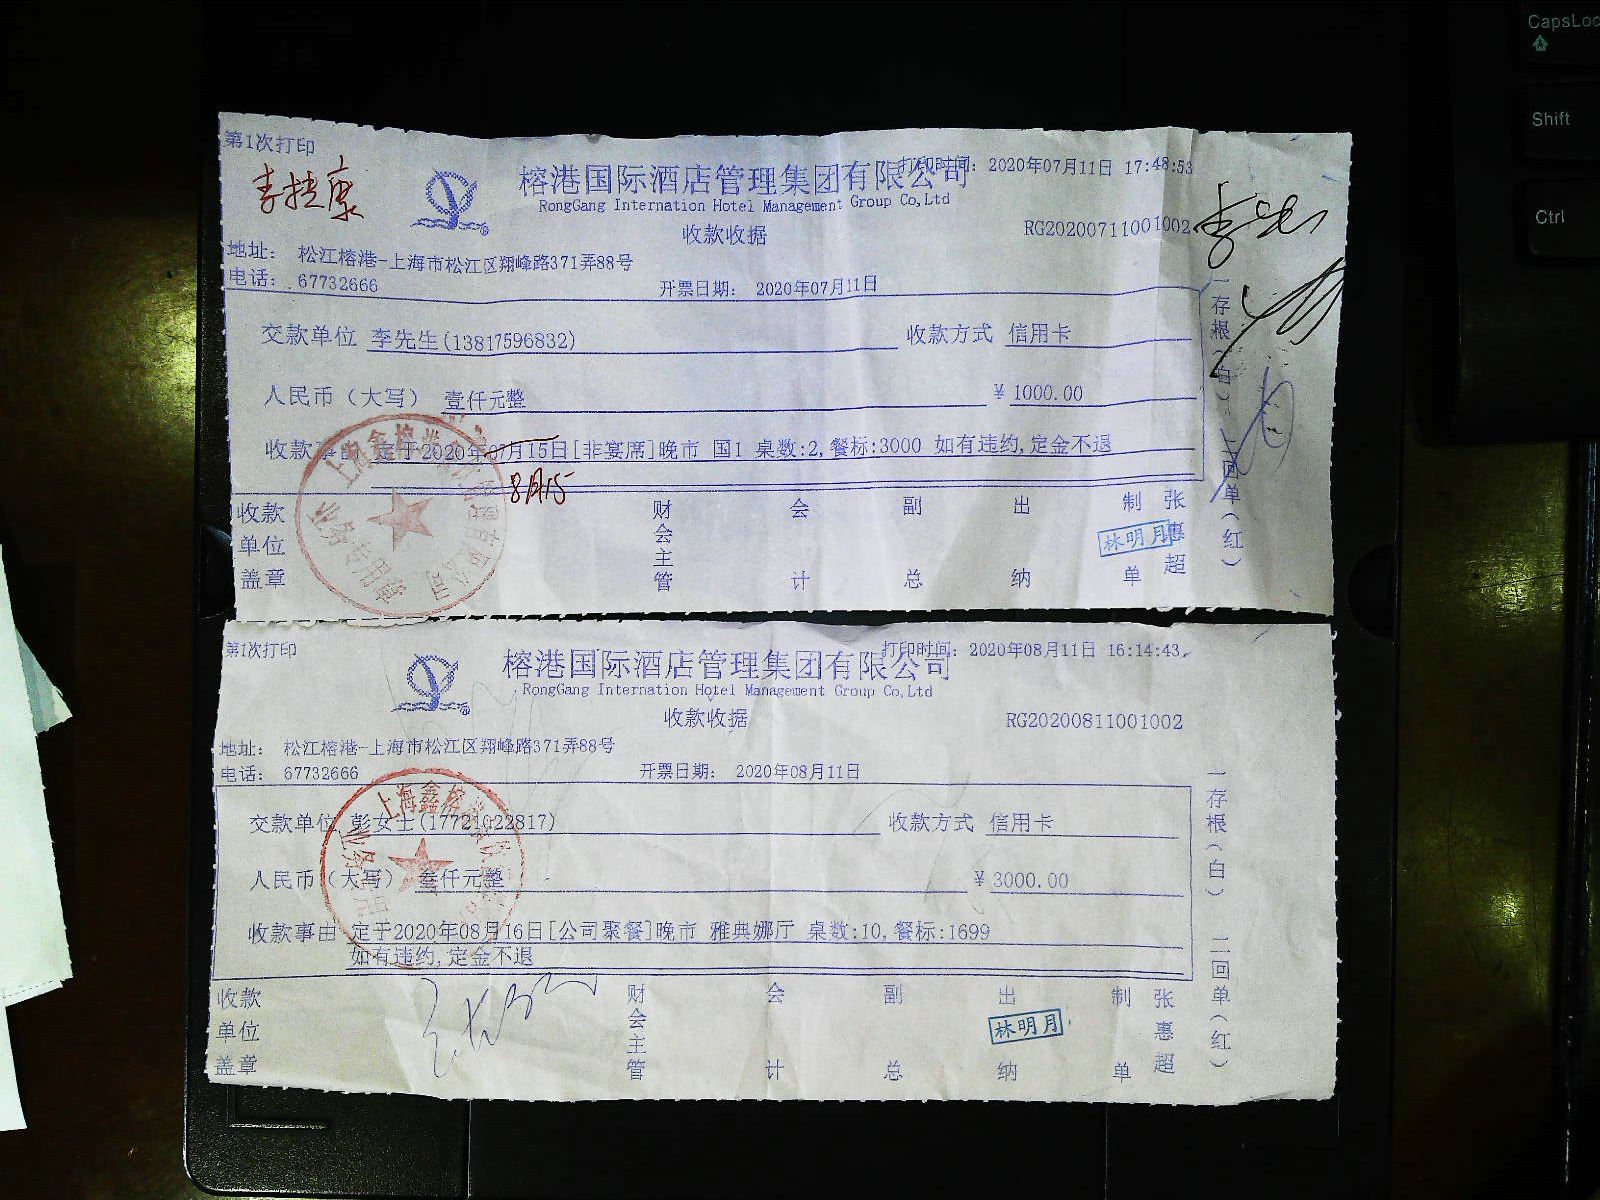 CapsLoc
Shift
Ctrl
第1次打印
打印时间: 2020年07月11日 17:48:53
榕港国际酒店管理集团有限公司
RongGang Internation Hotel Management Group Co,Ltd
收款收据
RG20200711001002
地址: 松江榕港-上海市松江区翔峰路371弄88号
电话: 67732666
开票日期: 2020年07月11日
交款单位 李先生(13817596832) 收款方式 信用卡
人民币(大写) 壹仟元整 ¥ 1000.00
收款事由 定于2020年07月15日[非宴席]晚市 国1 桌数:2,餐标:3000 如有违约,定金不退
8月15
收款单位盖章 财会主管 会计 副总 出纳 制单 张惠超
林明月
业务专用章
一存根(白) 二回单(红)
第1次打印
打印时间: 2020年08月11日 16:14:43
榕港国际酒店管理集团有限公司
RongGang Internation Hotel Management Group Co,Ltd
收款收据
RG20200811001002
地址: 松江榕港-上海市松江区翔峰路371弄88号
电话: 67732666
开票日期: 2020年08月11日
交款单位 彭女士(17721022817) 收款方式 信用卡
人民币(大写) 叁仟元整 ¥ 3000.00
收款事由 定于2020年08月16日[公司聚餐]晚市 雅典娜厅 桌数:10,餐标:1699
如有违约,定金不退
收款单位盖章 财会主管 会计 副总 出纳 制单 张惠超
林明月
一存根(白) 二回单(红)